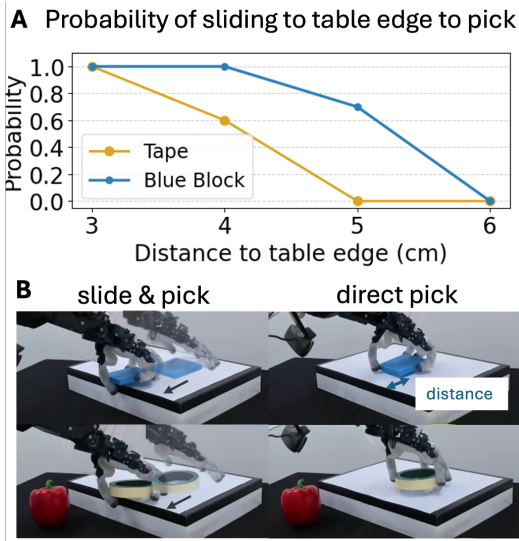 A Probability of sliding to table edge to pick
Probability
1.0
0.8
0.6
0.4
0.2
0.0
Tape
Blue Block
3 4 5 6
Distance to table edge (cm)
B
slide & pick direct pick
distance